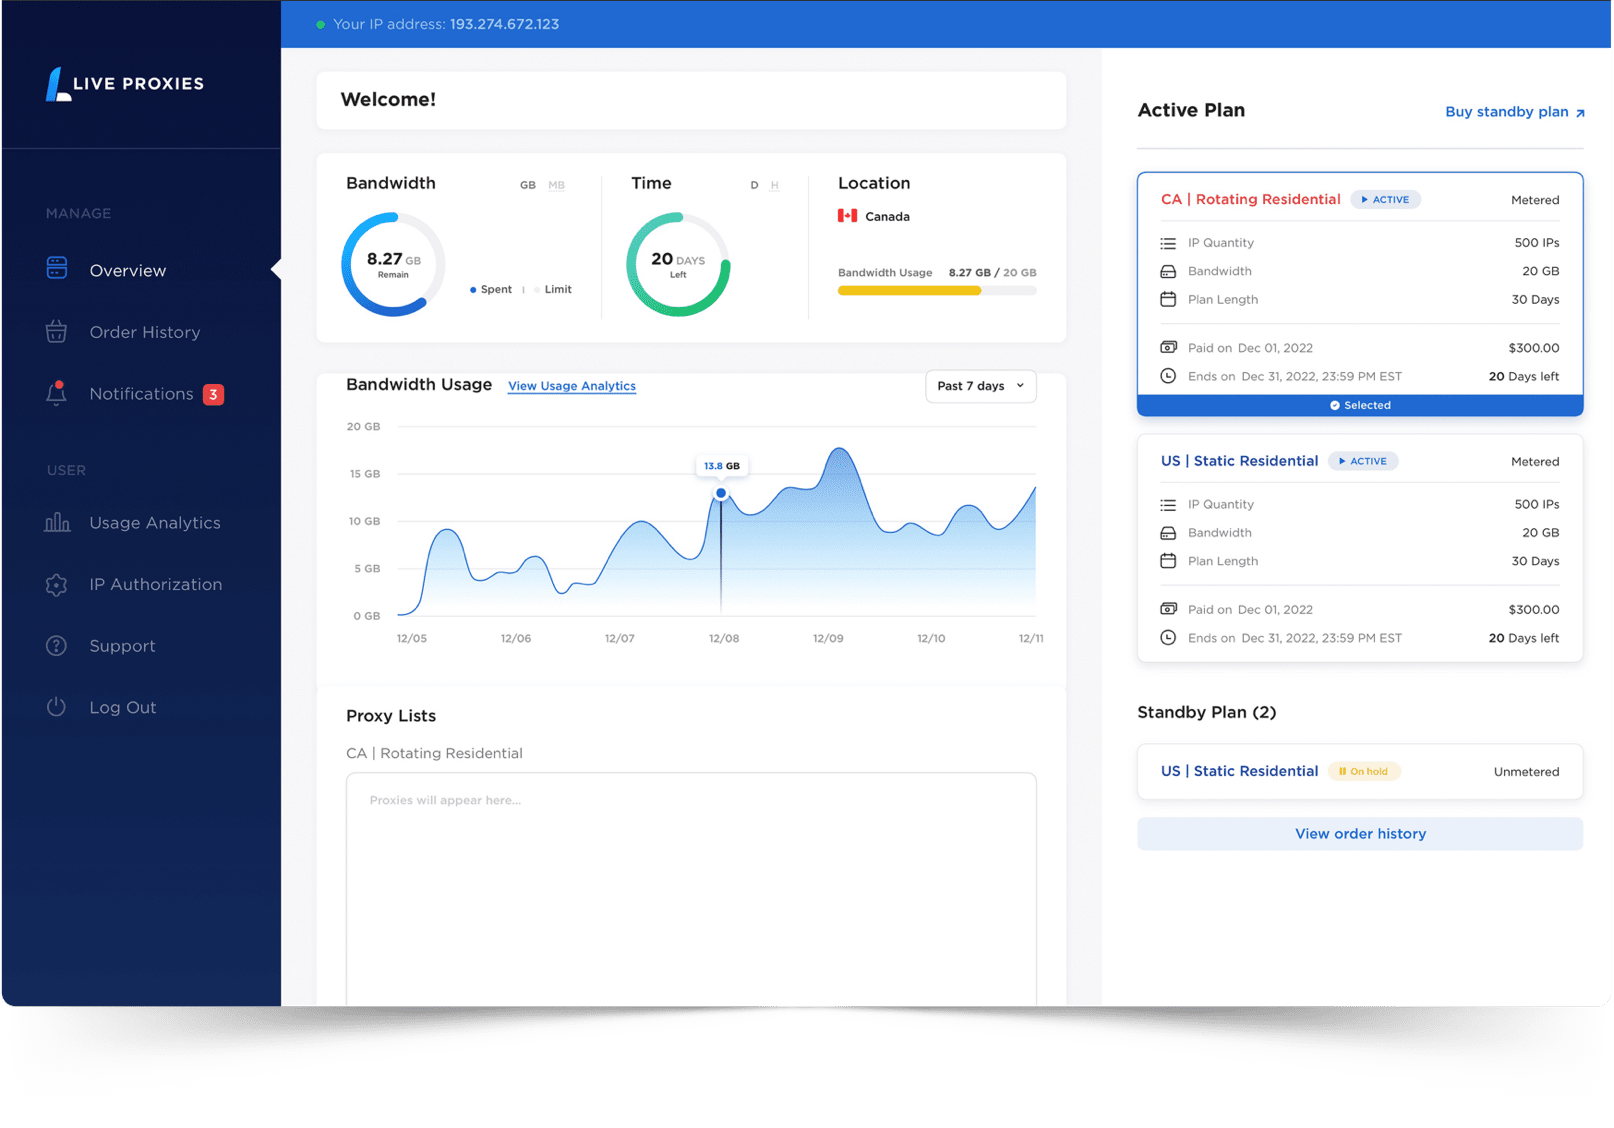 Your IP address: 193.274.672.123
LIVE PROXIES
MANAGE
Overview
Order History
Notifications 3
USER
Usage Analytics
IP Authorization
Support
Log Out
Welcome!
Bandwidth GB MB
8.27 GB
Remain
Spent | Limit
Time D H
20 DAYS
Left
Location
Canada
Bandwidth Usage 8.27 GB / 20 GB
Bandwidth Usage View Usage Analytics Past 7 days
20 GB
15 GB
10 GB
5 GB
0 GB
13.8 GB
12/05 12/06 12/07 12/08 12/09 12/10 12/11
Proxy Lists
CA | Rotating Residential
Proxies will appear here...
Active Plan Buy standby plan
CA | Rotating Residential ACTIVE Metered
IP Quantity 500 IPs
Bandwidth 20 GB
Plan Length 30 Days
Paid on Dec 01, 2022 $300.00
Ends on Dec 31, 2022, 23:59 PM EST 20 Days left
Selected
US | Static Residential ACTIVE Metered
IP Quantity 500 IPs
Bandwidth 20 GB
Plan Length 30 Days
Paid on Dec 01, 2022 $300.00
Ends on Dec 31, 2022, 23:59 PM EST 20 Days left
Standby Plan (2)
US | Static Residential On hold Unmetered
View order history